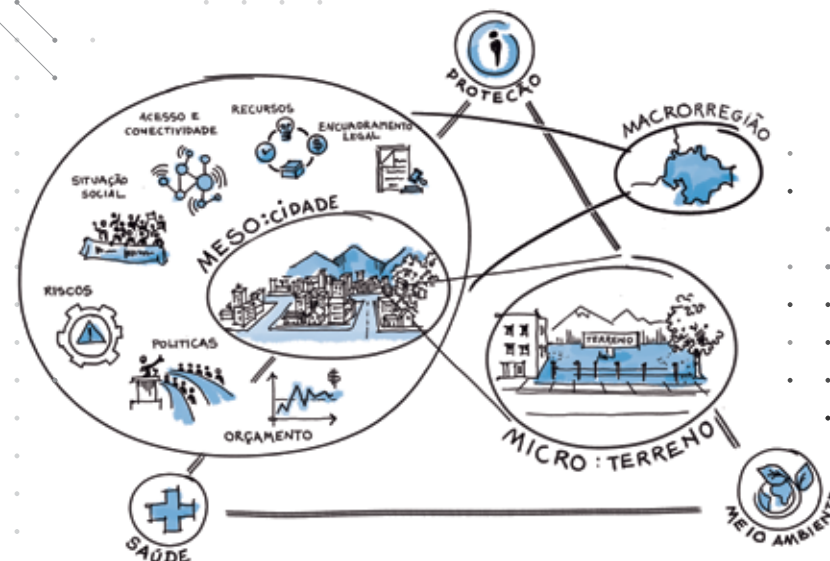 PROTEÇÃO
MACRORREGIÃO
ACESSO E
CONECTIVIDADE
RECURSOS
ENCUADRAMENTO
LEGAL
SITUAÇÃO
SOCIAL
MESO:CIDADE
RISCOS
POLITICAS
TERRENO
ORÇAMENTO
MICRO : TERRENO
SAÚDE
MEIO AMBIENTE